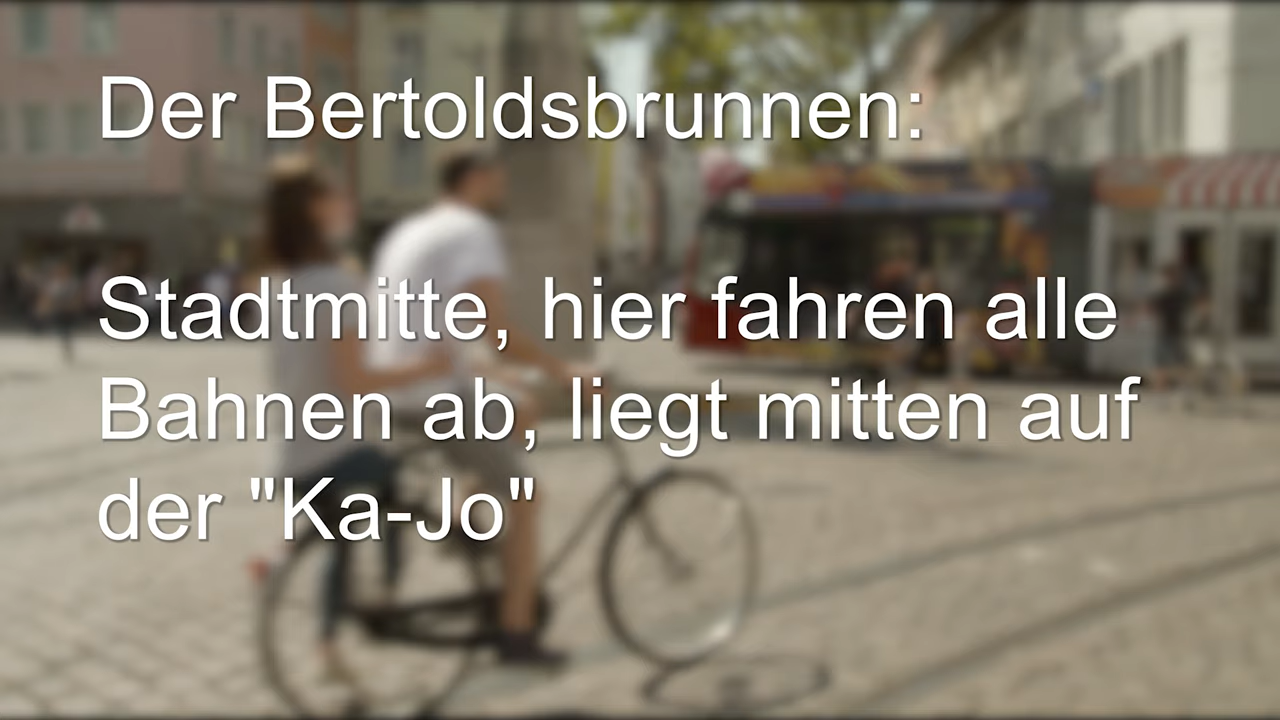 Der Bertoldsbrunnen:
Stadtmitte, hier fahren alle
Bahnen ab, liegt mitten auf
der "Ka-Jo"